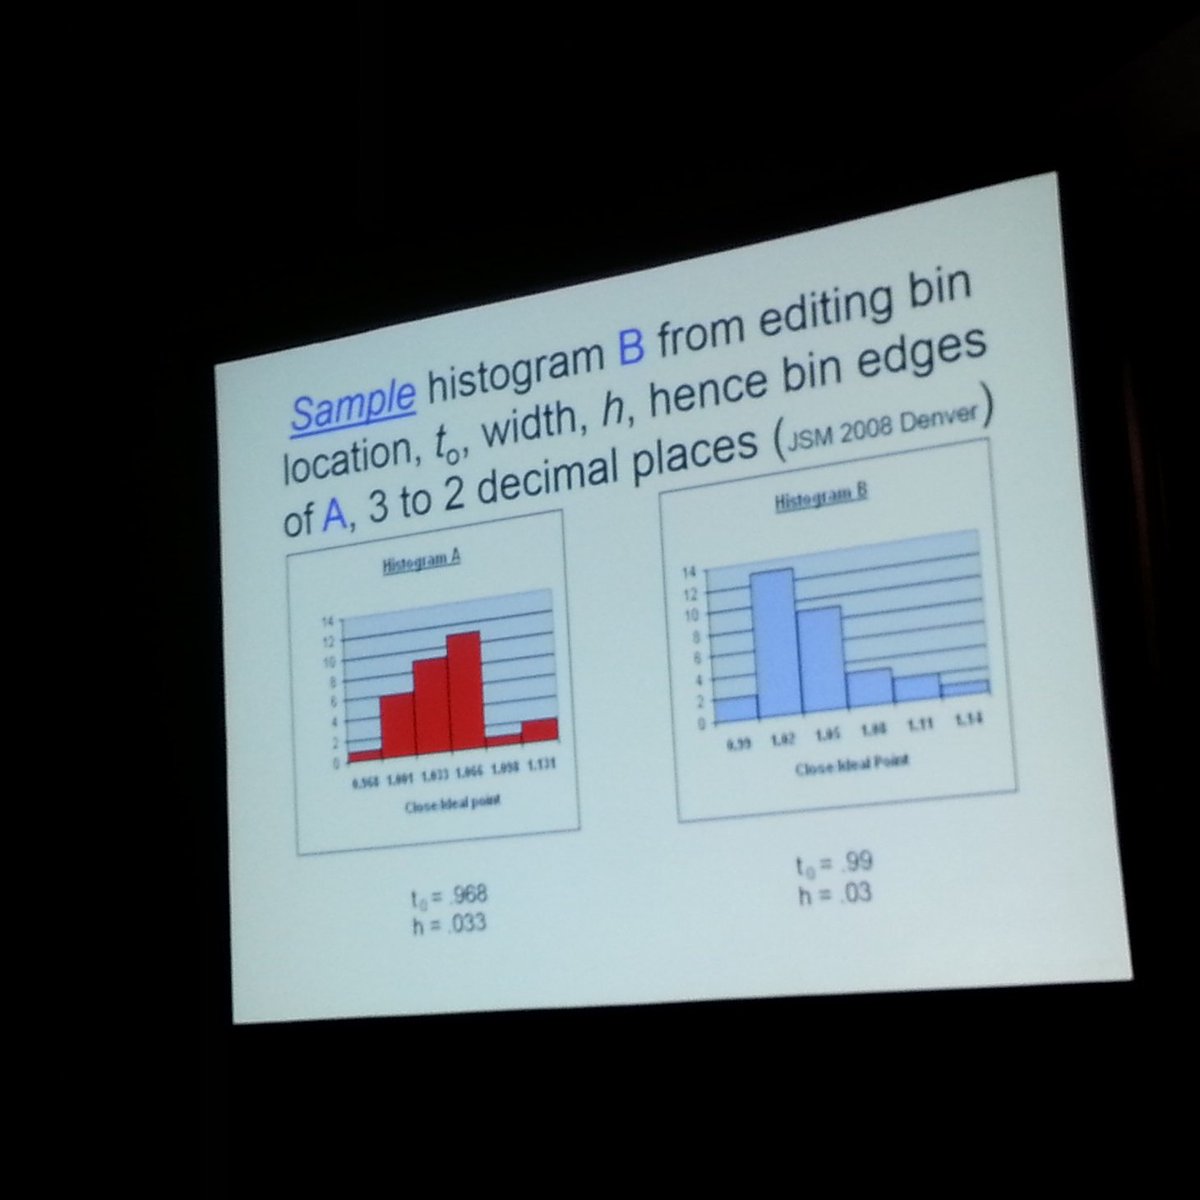 Sample histogram B from editing bin
location, to, width, h, hence bin edges
of A, 3 to 2 decimal places (JSM 2008 Denver)
Histogram A
14
12
10
8
6
4
2
0
0.968 1.001 1.033 1.066 1.098 1.131
Close Ideal point
t0 = .968
h = .033
Histogram B
14
12
10
8
6
4
2
0
0.99 1.02 1.05 1.08 1.11 1.14
Close Ideal Point
t0 = .99
h = .03